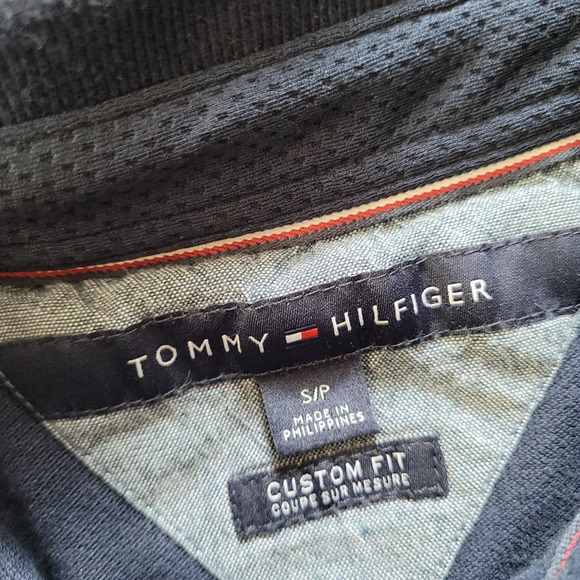 TOMMY HILFIGER
S/P
MADE IN
PHILIPPINES
CUSTOM FIT
COUPE SUR MESURE